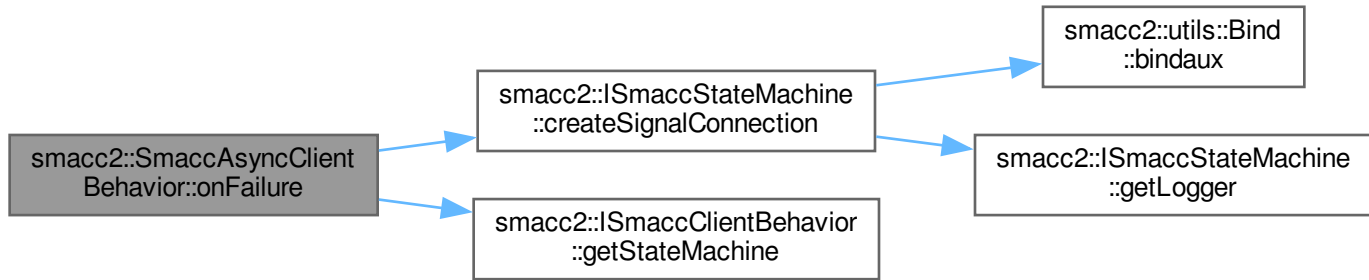 smacc2::SmaccAsyncClient
Behavior::onFailure
smacc2::ISmaccStateMachine
::createSignalConnection
smacc2::utils::Bind
::bindaux
smacc2::ISmaccStateMachine
::getLogger
smacc2::ISmaccClientBehavior
::getStateMachine